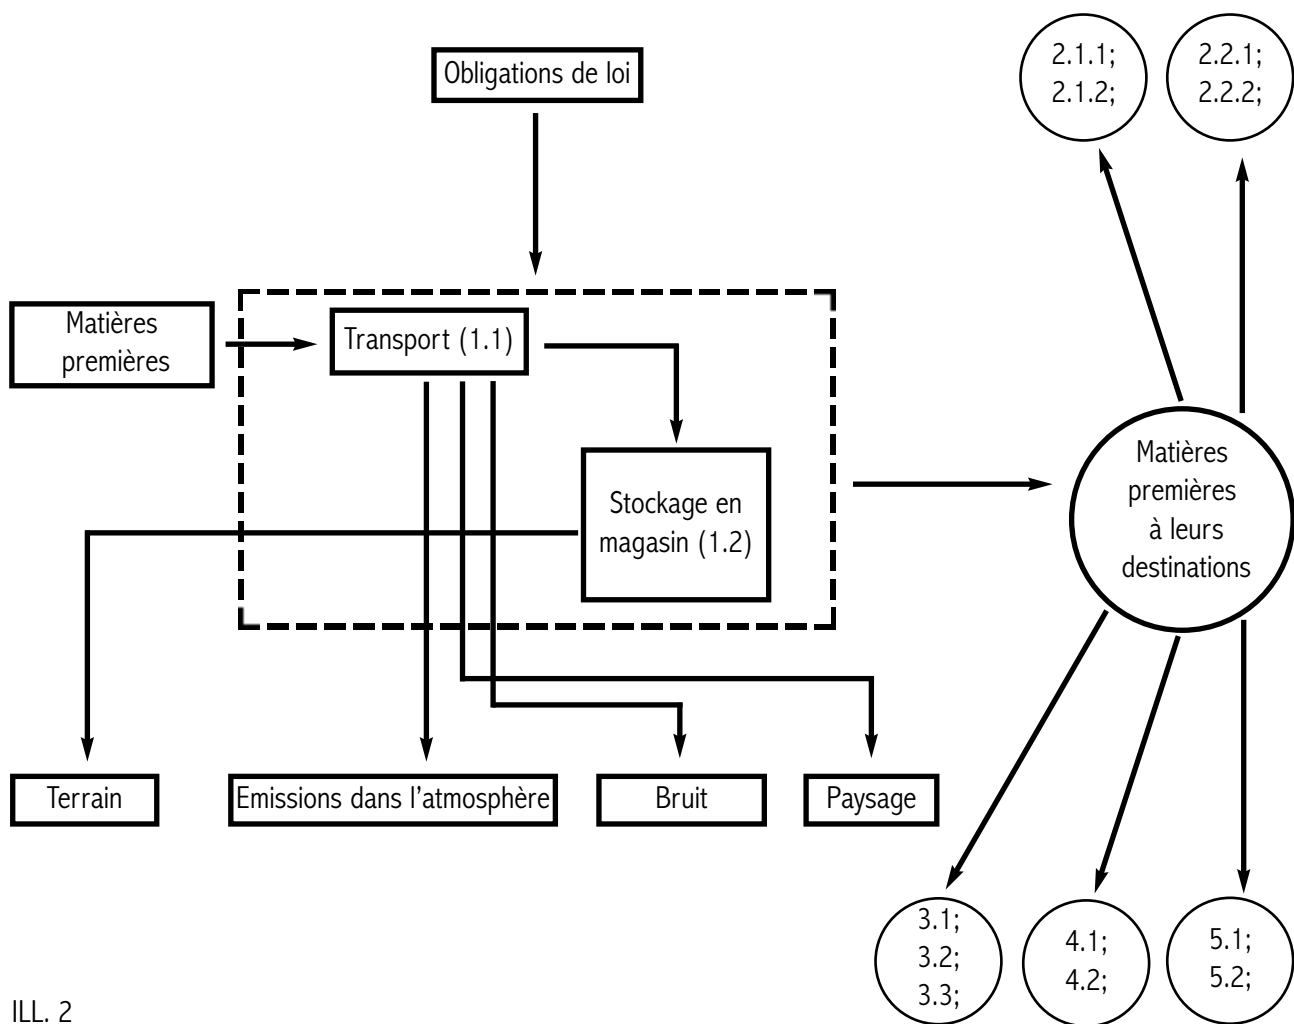 2.1.1;
2.1.2;
2.2.1;
2.2.2;
Obligations de loi
Matières
premières
Transport (1.1)
Stockage en
magasin (1.2)
Matières
premières
à leurs
destinations
Terrain
Emissions dans l'atmosphère
Bruit
Paysage
3.1;
3.2;
3.3;
4.1;
4.2;
5.1;
5.2;
ILL. 2